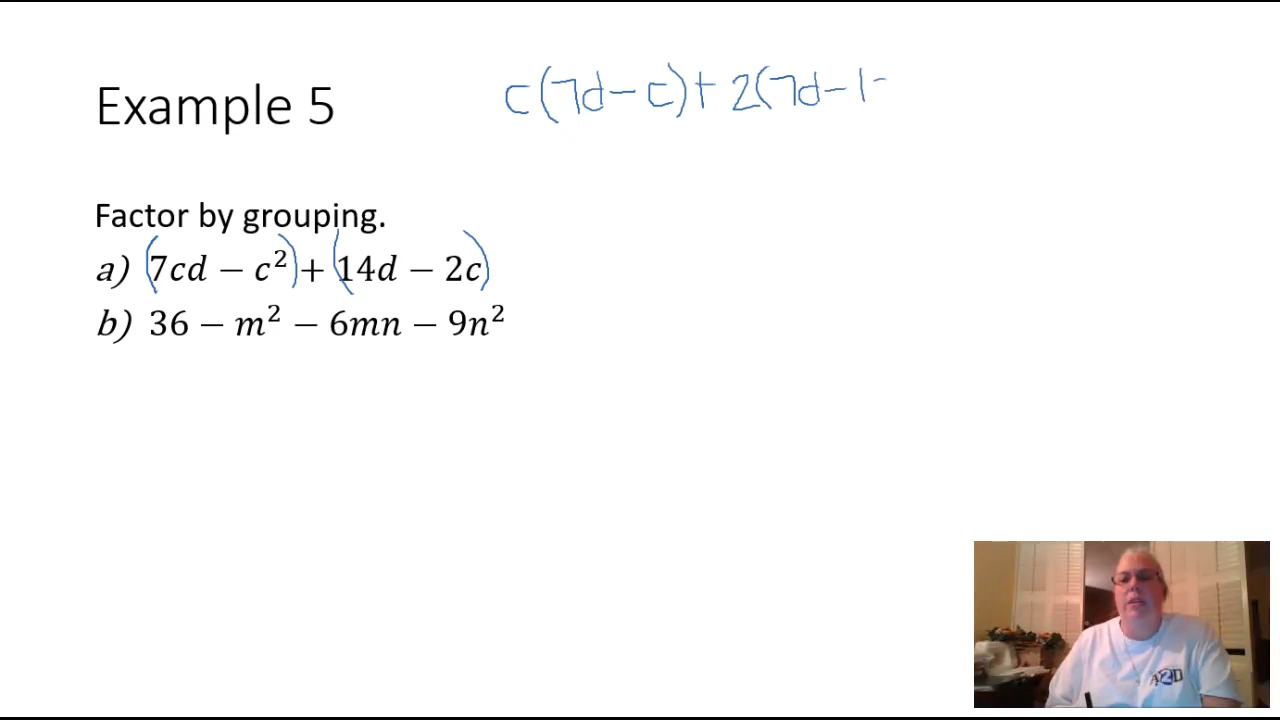 c(7d-c)+2(7d-
Example 5
Factor by grouping.
a) (7cd − c²) + (14d − 2c)
b) 36 − m² − 6mn − 9n²